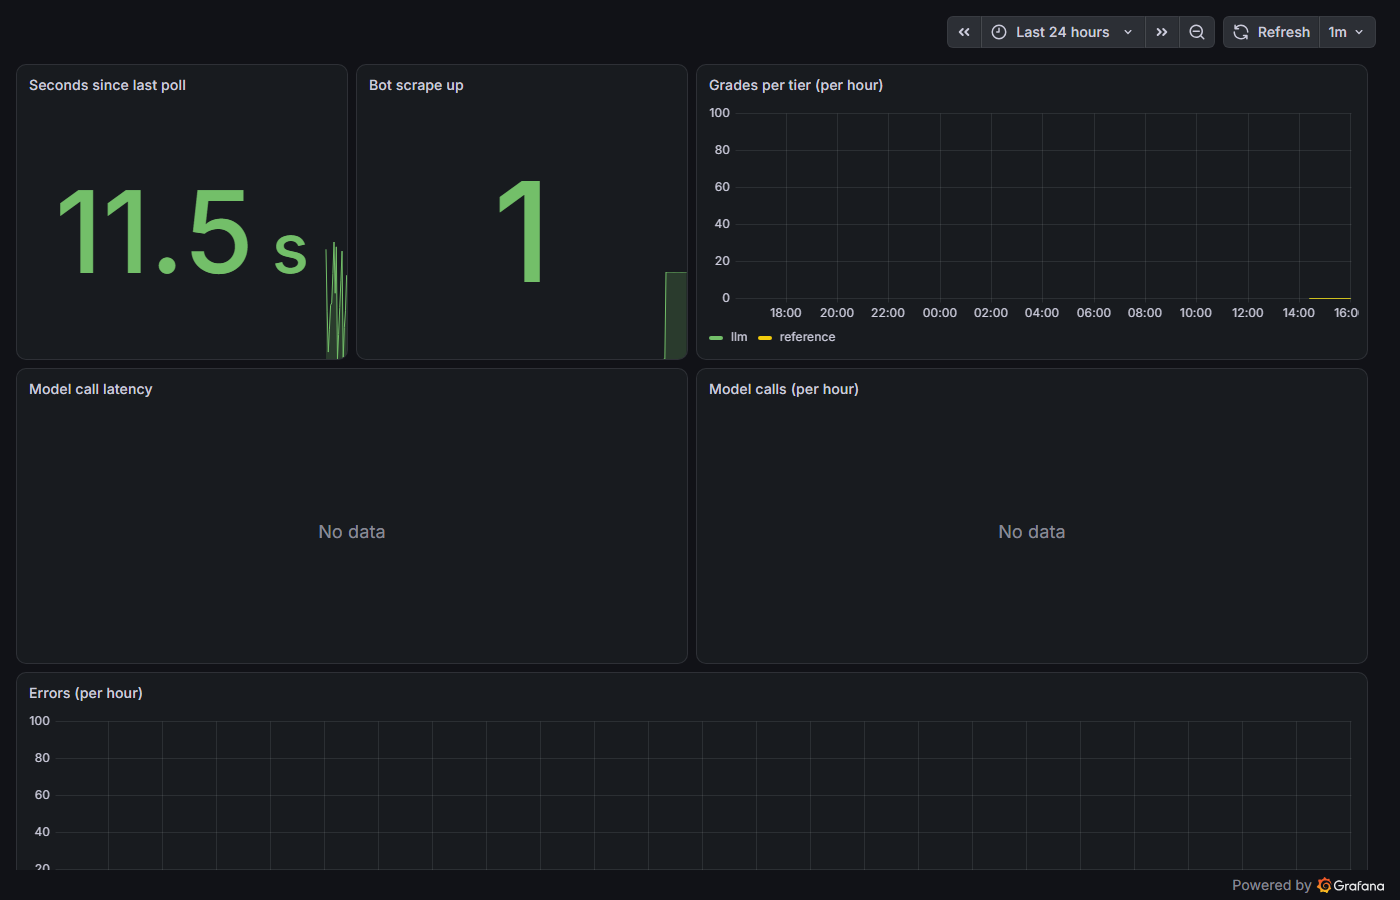 Last 24 hours
Refresh
1m
Seconds since last poll
11.5 s
Bot scrape up
1
Grades per tier (per hour)
100
80
60
40
20
0
18:00 20:00 22:00 00:00 02:00 04:00 06:00 08:00 10:00 12:00 14:00 16:0
llm reference
Model call latency
No data
Model calls (per hour)
No data
Errors (per hour)
100
80
60
40
20
Powered by Grafana